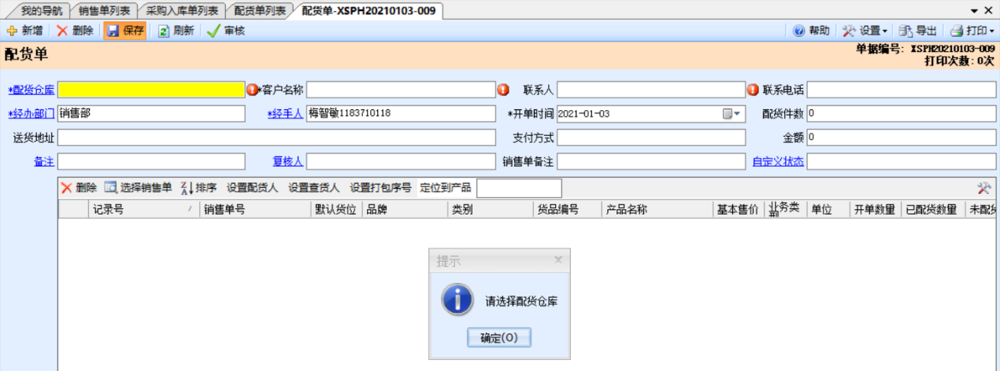 我的导航 销售单列表 采购入库单列表 配货单列表 配货单-XSPH20210103-009
新增 删除 保存 刷新 审核 帮助 设置 导出 打印
配货单 单据编号: XSPH20210103-009
打印次数: 0次
*配货仓库 *客户名称 联系人 联系电话
*经办部门 销售部 *经手人 梅智敏1183710118 *开单时间 2021-01-03 配货件数 0
送货地址 支付方式 金额 0
备注 复核人 销售单备注 自定义状态
删除 选择销售单 排序 设置配货人 设置查货人 设置打包序号 定位到产品
记录号 销售单号 默认货位 品牌 类别 货品编号 产品名称 基本售价 业务类型 单位 开单数量 已配货数量 未配货
提示
请选择配货仓库
确定(O)